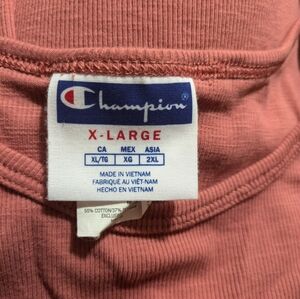 Champion
X-LARGE
CA MEX ASIA
XL/TG XG 2XL
MADE IN VIETNAM
FABRIQUÉ AU VIÊT-NAM
HECHO EN VIETNAM
EXCLUSIVE